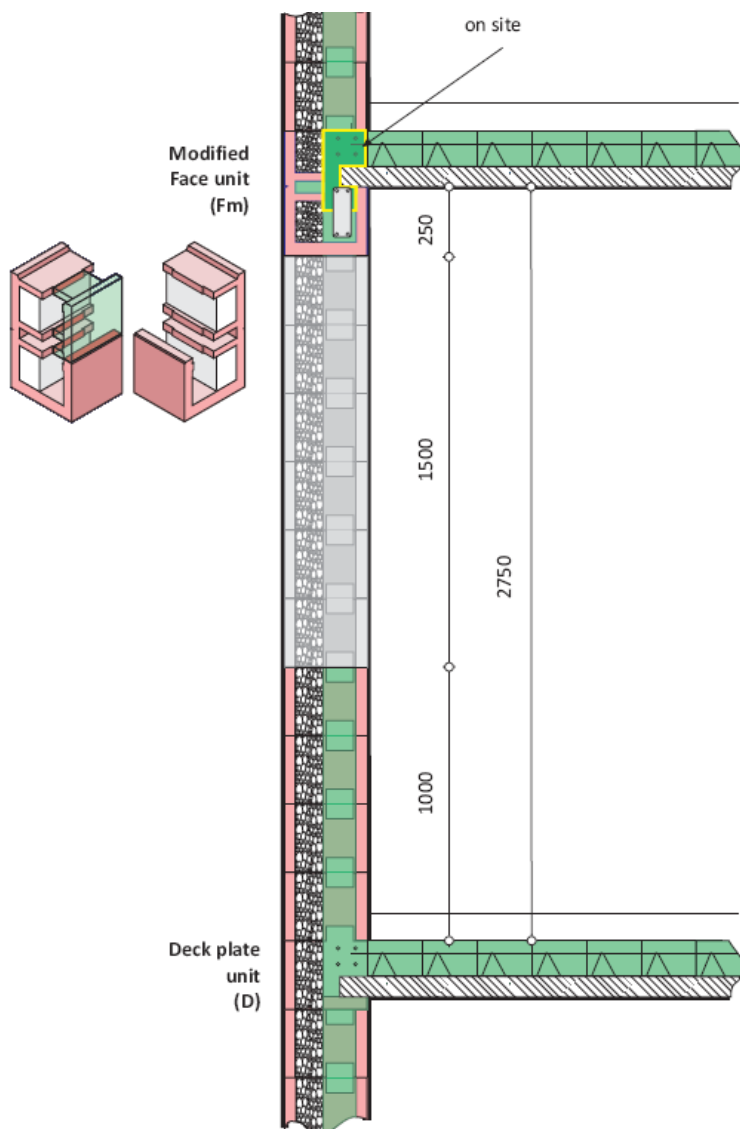 on site
Modified
Face unit
(Fm)
250
1500
2750
1000
Deck plate
unit
(D)